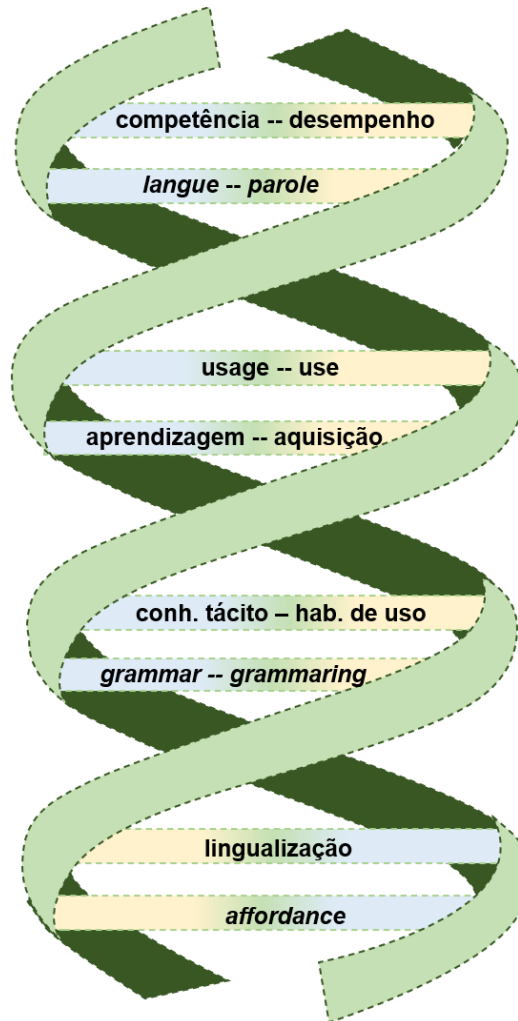 competência -- desempenho
langue -- parole
usage -- use
aprendizagem -- aquisição
conh. tácito – hab. de uso
grammar -- grammaring
lingualização
affordance